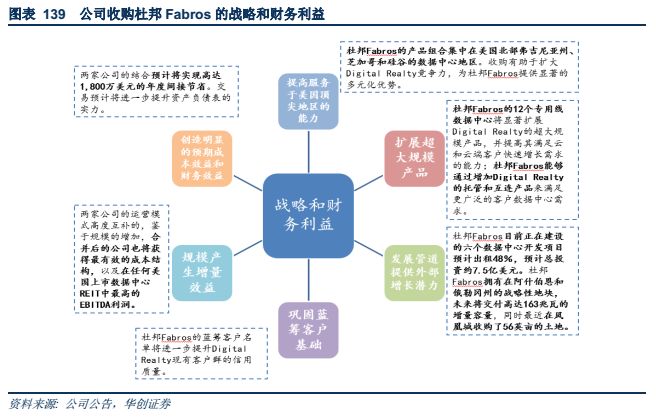 图表 139 公司收购杜邦 Fabros 的战略和财务利益
两家公司的结合预计将实现高达
1,800万美元的年度间接节省。交
易预计将进一步提升资产负债表的
实力。
提高服务
于美国顶
尖地区的
能力
杜邦Fabros的产品组合集中在美国北部弗吉尼亚州、
芝加哥和硅谷的数据中心地区。收购有助于扩大
Digital Realty竞争力，为杜邦Fabros提供显著的
多元化优势。
创造明显
的预期成
本效益和
财务效益
扩展超
大规模
产品
杜邦Fabros的12个专用线
数据中心将显著扩展
Digital Realty的超大规
模产品，并提高其满足云
和云端客户快速增长需求
的能力；杜邦Fabros能够
通过增加Digital Realty
的托管和互连产品来满足
更广泛的客户数据中心需
求。
战略和财
务利益
两家公司的运营模
式高度互补的，鉴
于规模的增加，合
并后的公司也将获
得最有效的成本结
构，以及在任何美
国上市数据中心
REIT中最高的
EBITDA利润。
规模产
生增量
效益
发展管道
提供外部
增长潜力
杜邦Fabros目前正在建设
的六个数据中心开发项目
预计出租48%，预计总投
资约7.5亿美元。杜邦
Fabros拥有在阿什伯恩和
俄勒冈州的战略性地块，
未来将交付高达163兆瓦的
增量容量，同时最近在凤
凰城收购了56英亩的土地。
巩固蓝
筹客户
基础
杜邦Fabros的蓝筹客户名
单将进一步提升Digital
Realty现有客户群的信用
质量。
资料来源: 公司公告，华创证券